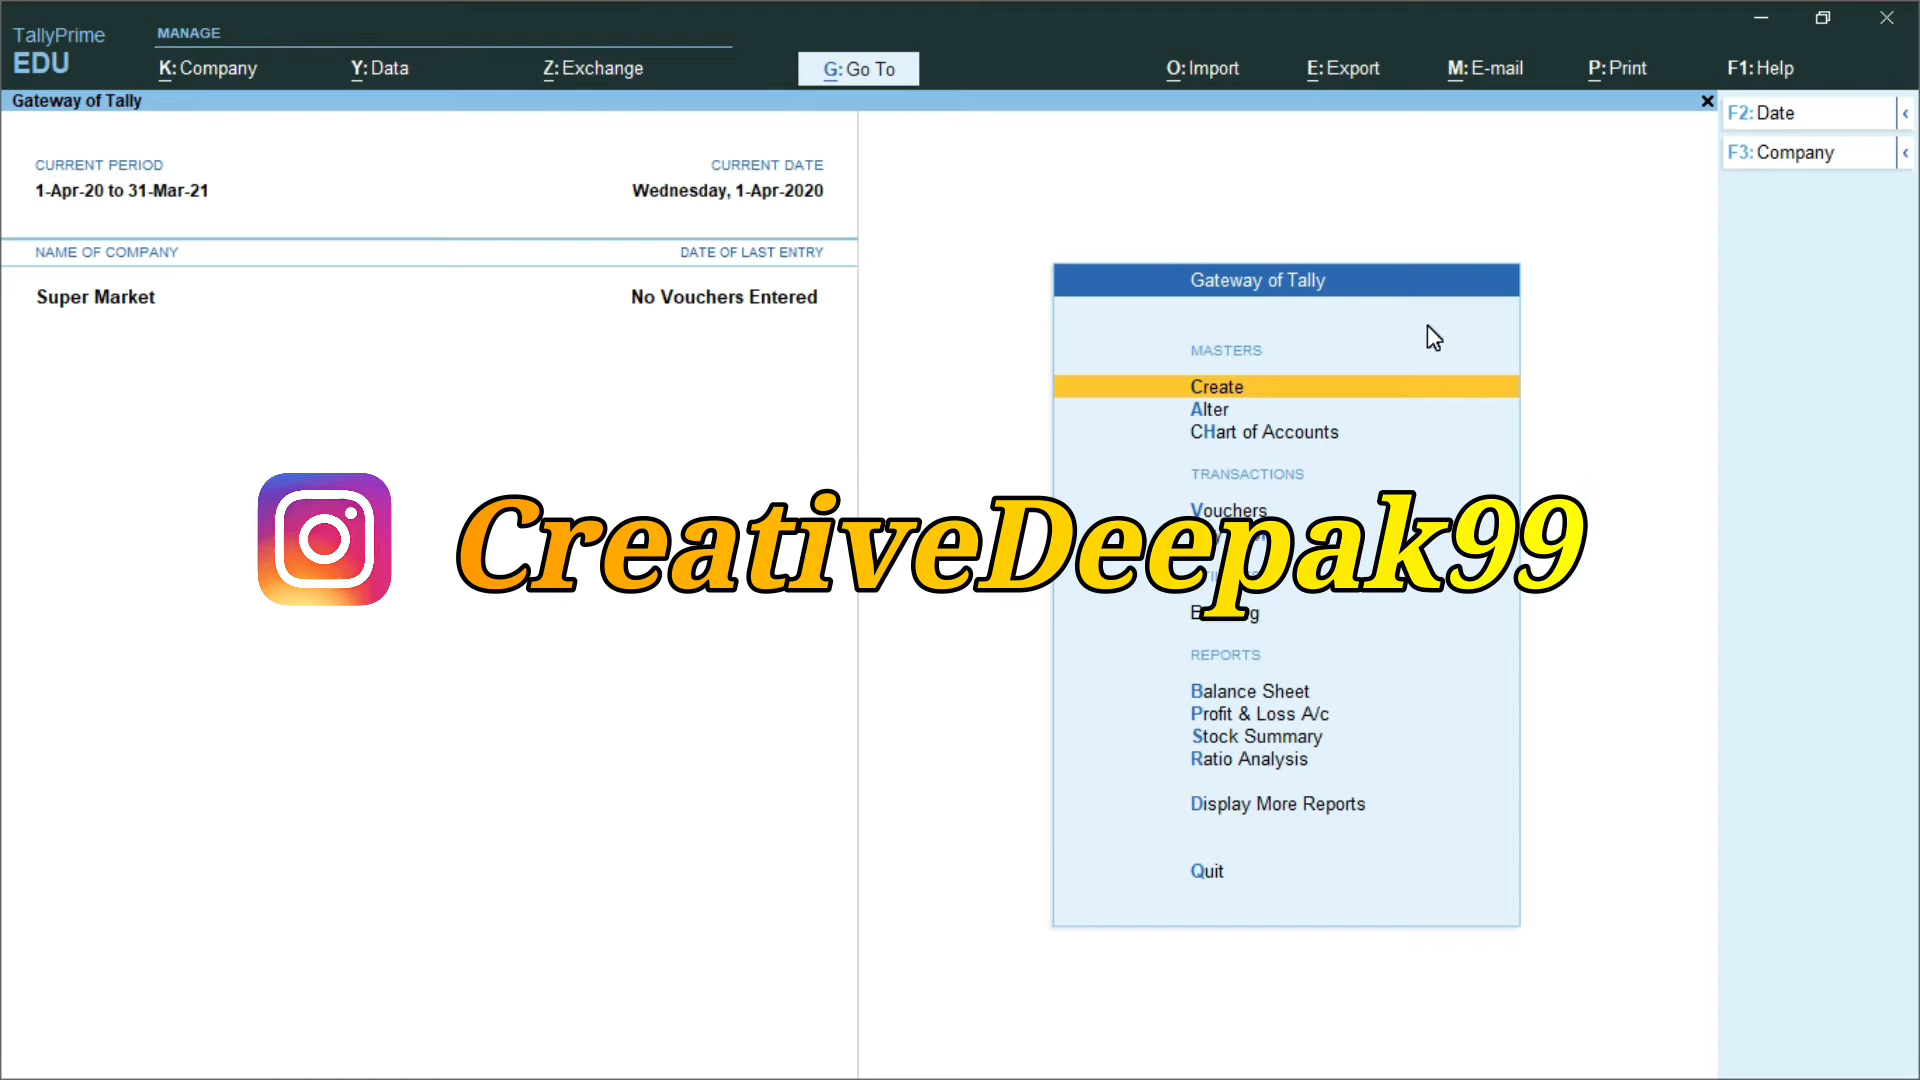 TallyPrime
EDU
MANAGE
K: Company
Y: Data
Z: Exchange
G: Go To
O: Import
E: Export
M: E-mail
P: Print
F1: Help
Gateway of Tally
F2: Date
F3: Company
CURRENT PERIOD
CURRENT DATE
1-Apr-20 to 31-Mar-21
Wednesday, 1-Apr-2020
NAME OF COMPANY
DATE OF LAST ENTRY
Super Market
No Vouchers Entered
Gateway of Tally
MASTERS
Create
Alter
CHart of Accounts
TRANSACTIONS
Vouchers
CreativeDeepak99
REPORTS
Balance Sheet
Profit & Loss A/c
Stock Summary
Ratio Analysis
Display More Reports
Quit